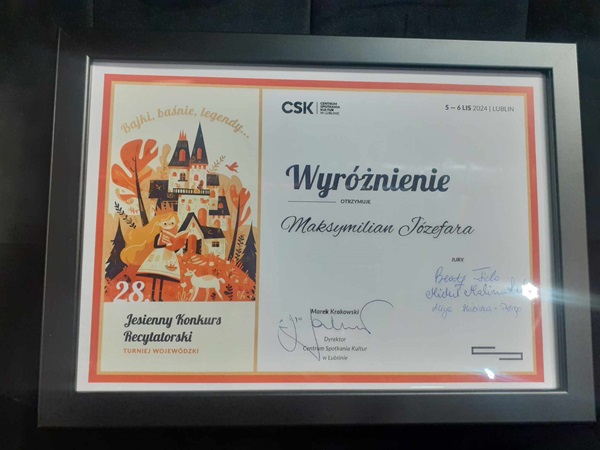 Bajki, baśnie, legendy...
28.
Jesienny Konkurs
Recytatorski
TURNIEJ WOJEWÓDZKI
CSK
CENTRUM
SPOTKANIA
KULTUR
W LUBLINIE
5 — 6 LIS 2024 | LUBLIN
Wyróżnienie
OTRZYMUJE
Maksymilian Józefara
JURY
Marek Krakowski
Dyrektor
Centrum Spotkania Kultur
w Lublinie